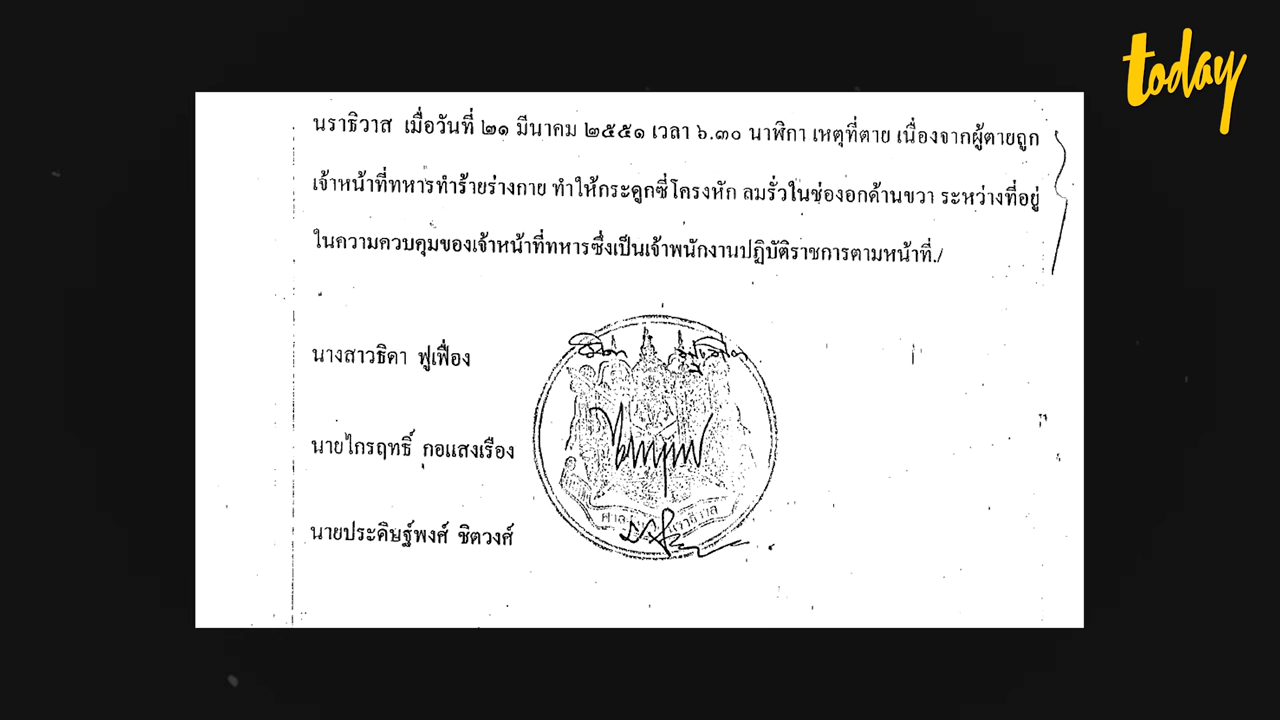 today
นราธิวาส เมื่อวันที่ ๒๑ มีนาคม ๒๕๕๑ เวลา ๖.๓๐ นาฬิกา เหตุที่ตาย เนื่องจากผู้ตายถูก
เจ้าหน้าที่ทหารทำร้ายร่างกาย ทำให้กระดูกซี่โครงหัก ลมรั่วในช่องอกด้านขวา ระหว่างที่อยู่
ในความควบคุมของเจ้าหน้าที่ทหารซึ่งเป็นเจ้าพนักงานปฏิบัติราชการตามหน้าที่./
นางสาวธิดา ฟูเฟื่อง
นายไกรฤทธิ์ กอแสงเรือง
นายประดิษฐ์พงศ์ ชิตวงศ์